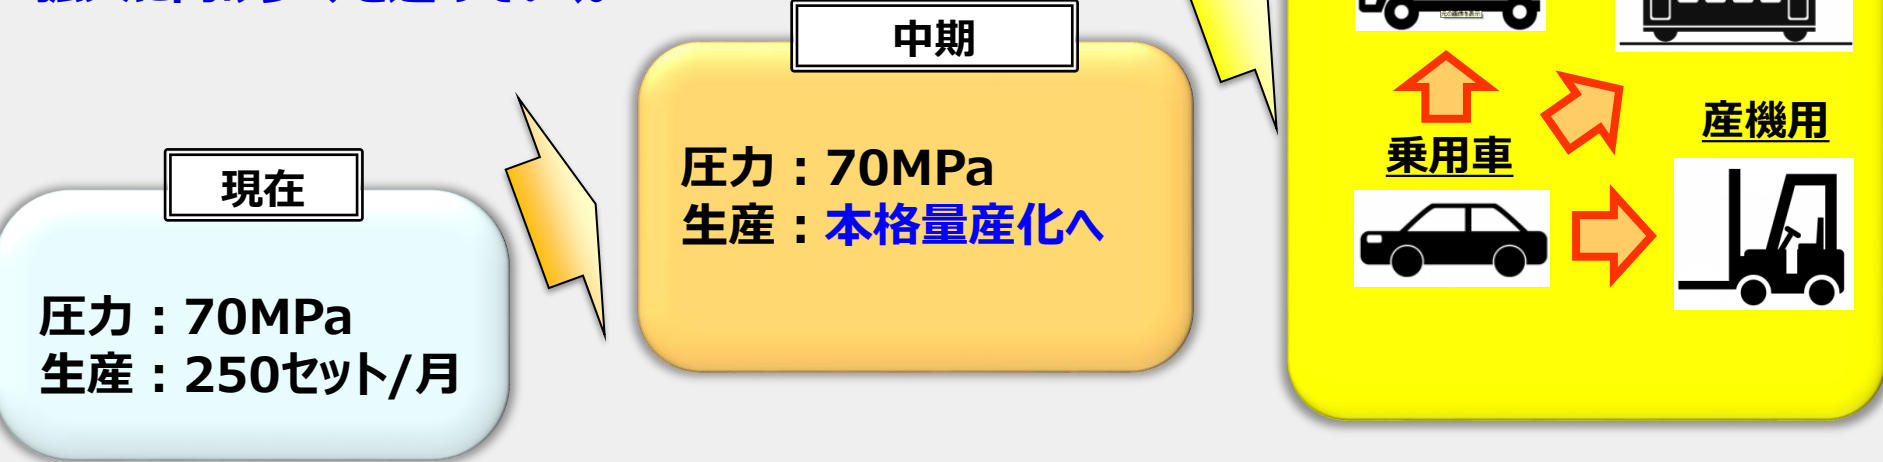 中期
圧力：70MPa
生産：本格量産化へ
現在
圧力：70MPa
生産：250セット/月
産機用
乗用車